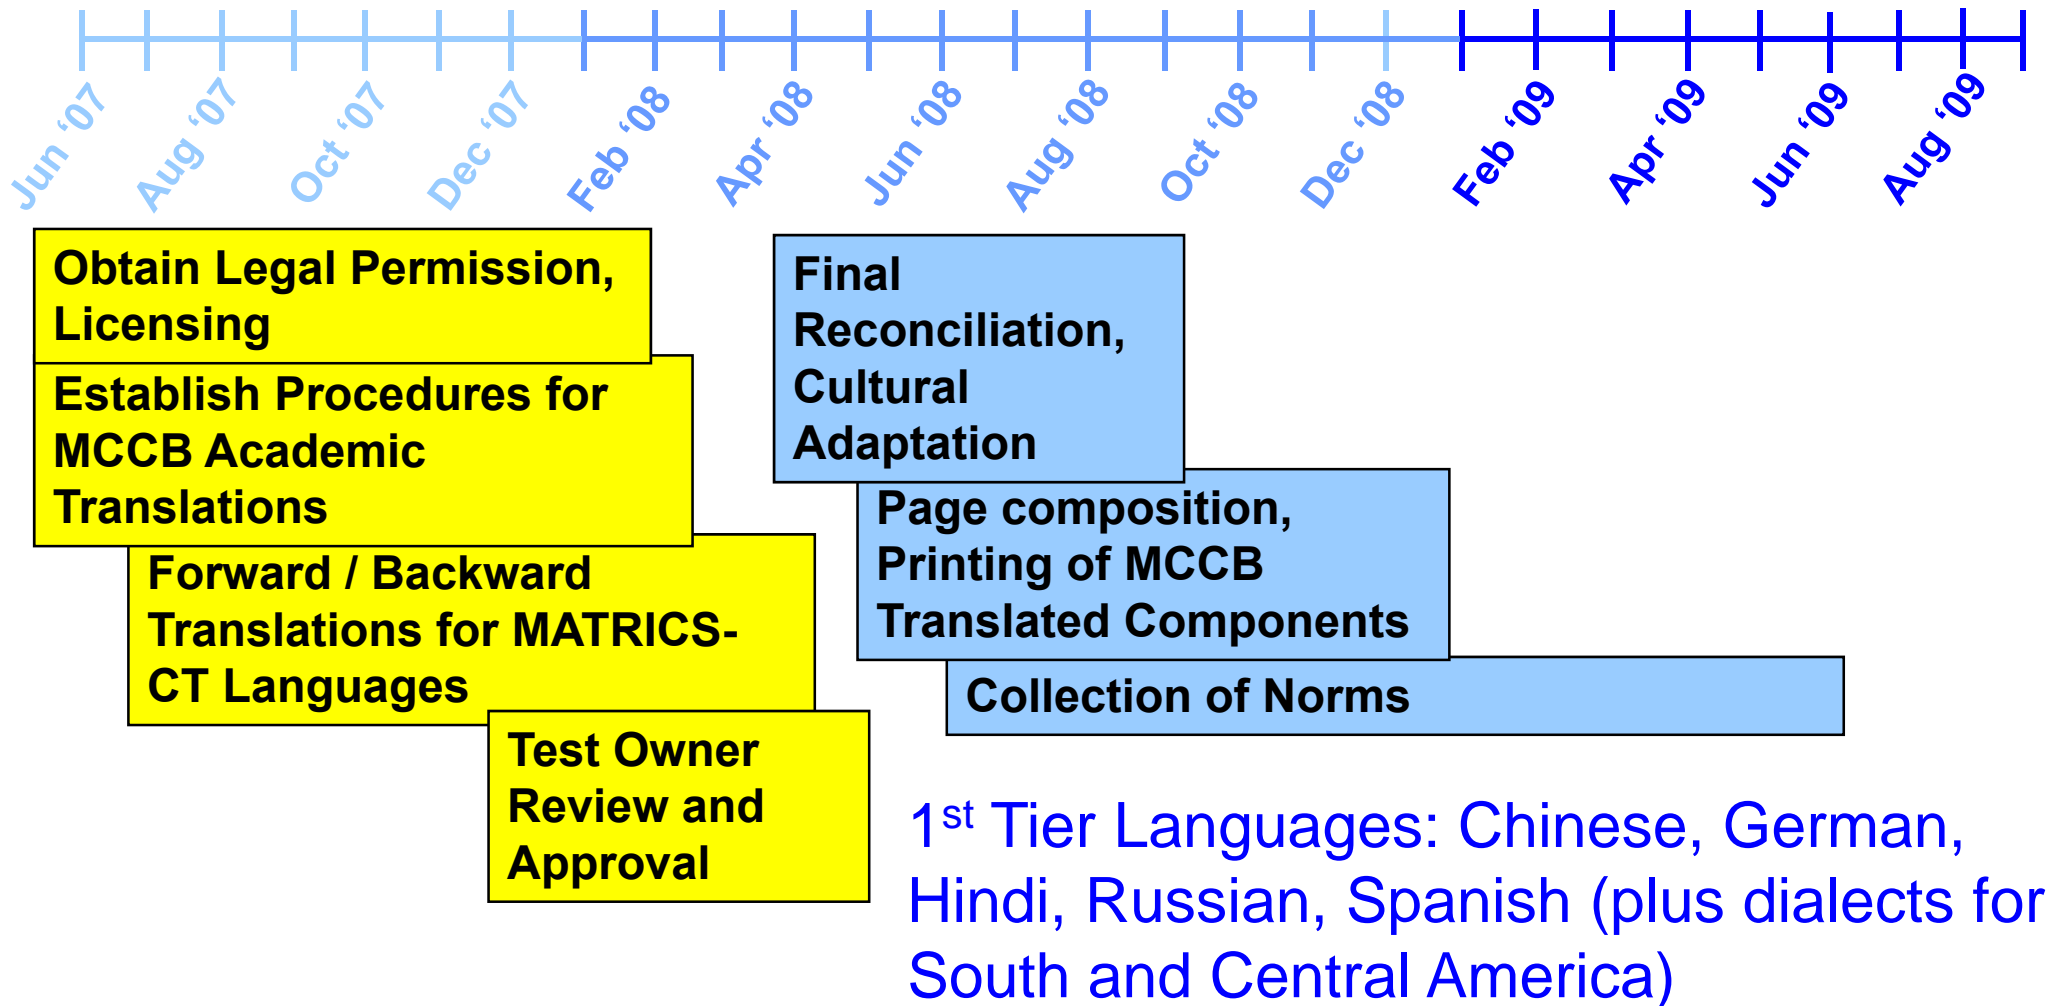 Jun ‘07
Aug ‘07
Oct ‘07
Dec ‘07
Feb ‘08
Apr ‘08
Jun ‘08
Aug ‘08
Oct ‘08
Dec ‘08
Feb ‘09
Apr ‘09
Jun ‘09
Aug ‘09
Obtain Legal Permission,
Licensing
Establish Procedures for
MCCB Academic
Translations
Forward / Backward
Translations for MATRICS-
CT Languages
Test Owner
Review and
Approval
Final
Reconciliation,
Cultural
Adaptation
Page composition,
Printing of MCCB
Translated Components
Collection of Norms
1st Tier Languages: Chinese, German,
Hindi, Russian, Spanish (plus dialects for
South and Central America)